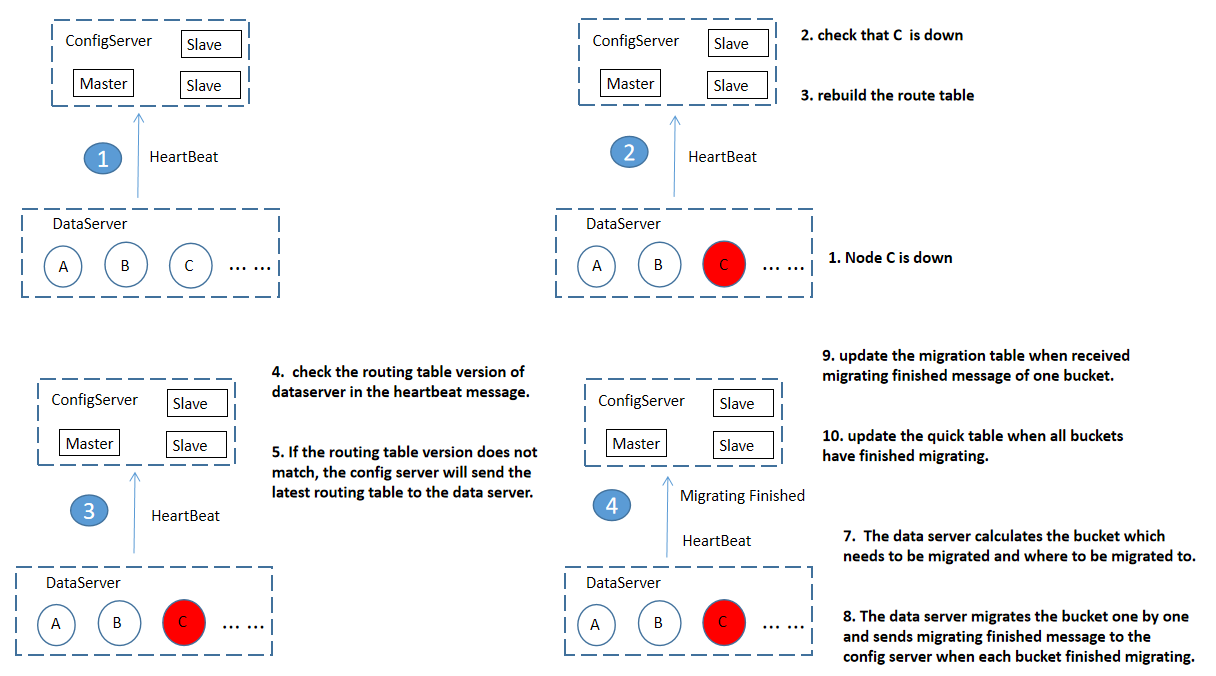 ConfigServer
Slave
Master
Slave
1
HeartBeat
DataServer
A
B
C
... ...
ConfigServer
Slave
Master
Slave
2. check that C  is down
3. rebuild the route table
2
HeartBeat
DataServer
A
B
C
... ...
1. Node C is down
ConfigServer
Slave
Master
Slave
4.  check the routing table version of
dataserver in the heartbeat message.
5. If the routing table version does not
match, the config server will send the
latest routing table to the data server.
3
HeartBeat
DataServer
A
B
C
... ...
ConfigServer
Slave
Master
Slave
9. update the migration table when received
migrating finished message of one bucket.
10. update the quick table when all buckets
have finished migrating.
4
Migrating Finished
HeartBeat
DataServer
A
B
C
... ...
7.  The data server calculates the bucket which
needs to be migrated and where to be migrated to.
8. The data server migrates the bucket one by one
and sends migrating finished message to the
config server when each bucket finished migrating.